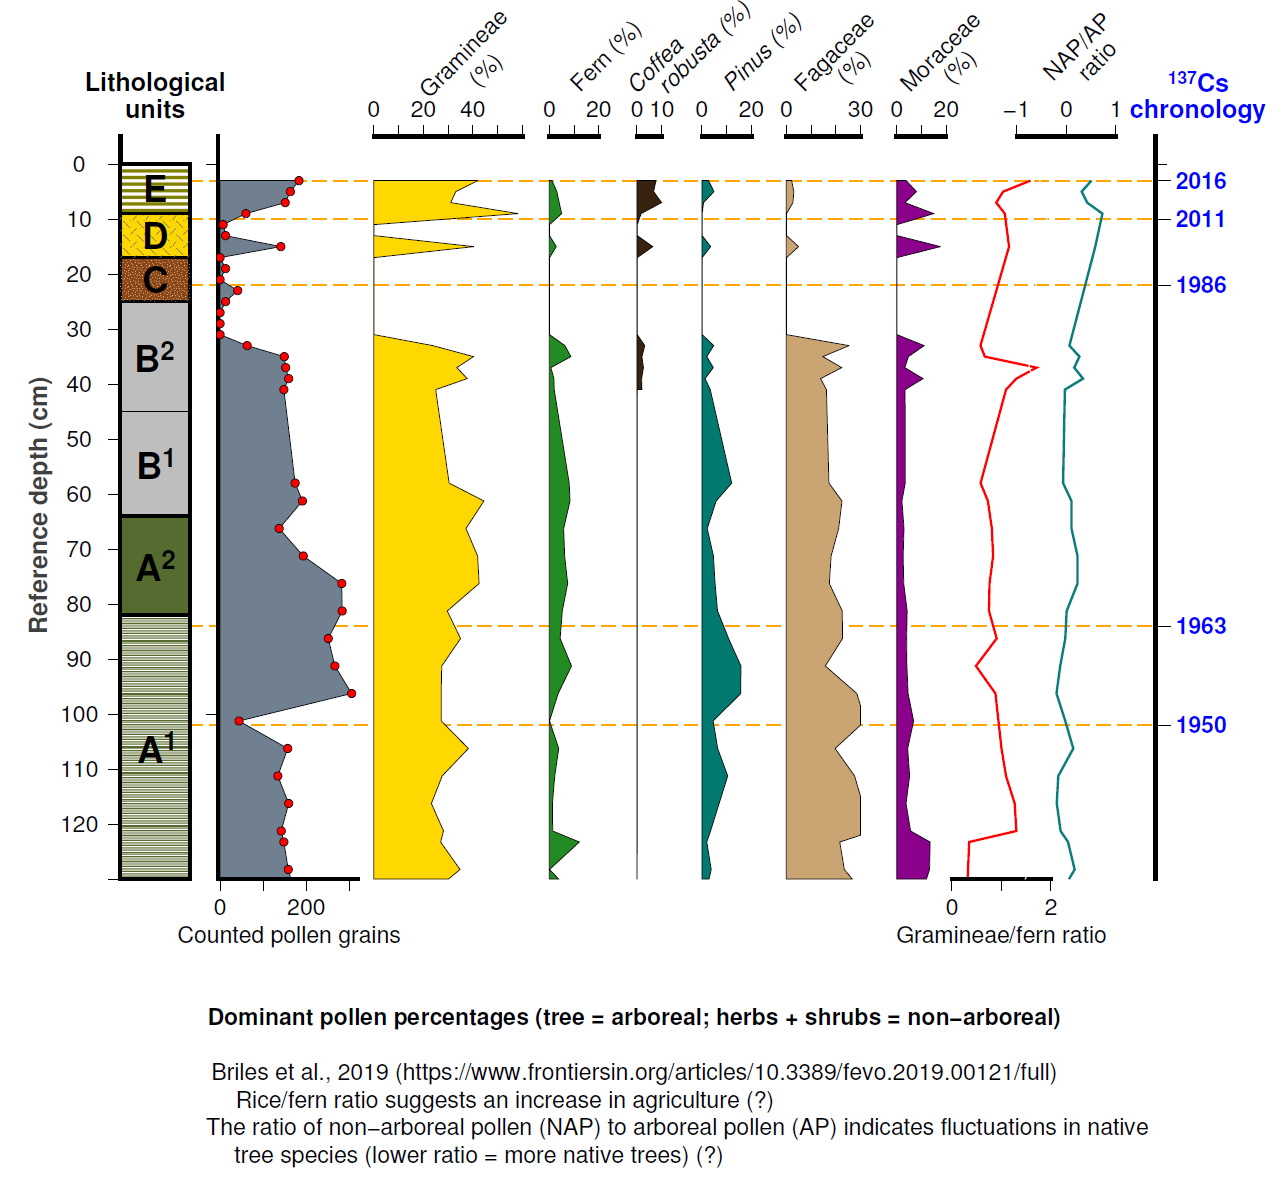 Lithological
units
Gramineae
(%)
Fern (%)
Coffea
robusta (%)
Pinus (%)
Fagaceae
(%)
Moraceae
(%)
NAP/AP
ratio
137Cs
chronology
0 20 40
0 20
0 10
0 20
0 30
0 20
−1 0 1
Reference depth (cm)
0
10
20
30
40
50
60
70
80
90
100
110
120
E
D
C
B2
B1
A2
A1
2016
2011
1986
1963
1950
0 200
Counted pollen grains
0 2
Gramineae/fern ratio
Dominant pollen percentages (tree = arboreal; herbs + shrubs = non−arboreal)
Briles et al., 2019 (https://www.frontiersin.org/articles/10.3389/fevo.2019.00121/full)
Rice/fern ratio suggests an increase in agriculture (?)
The ratio of non−arboreal pollen (NAP) to arboreal pollen (AP) indicates fluctuations in native
tree species (lower ratio = more native trees) (?)